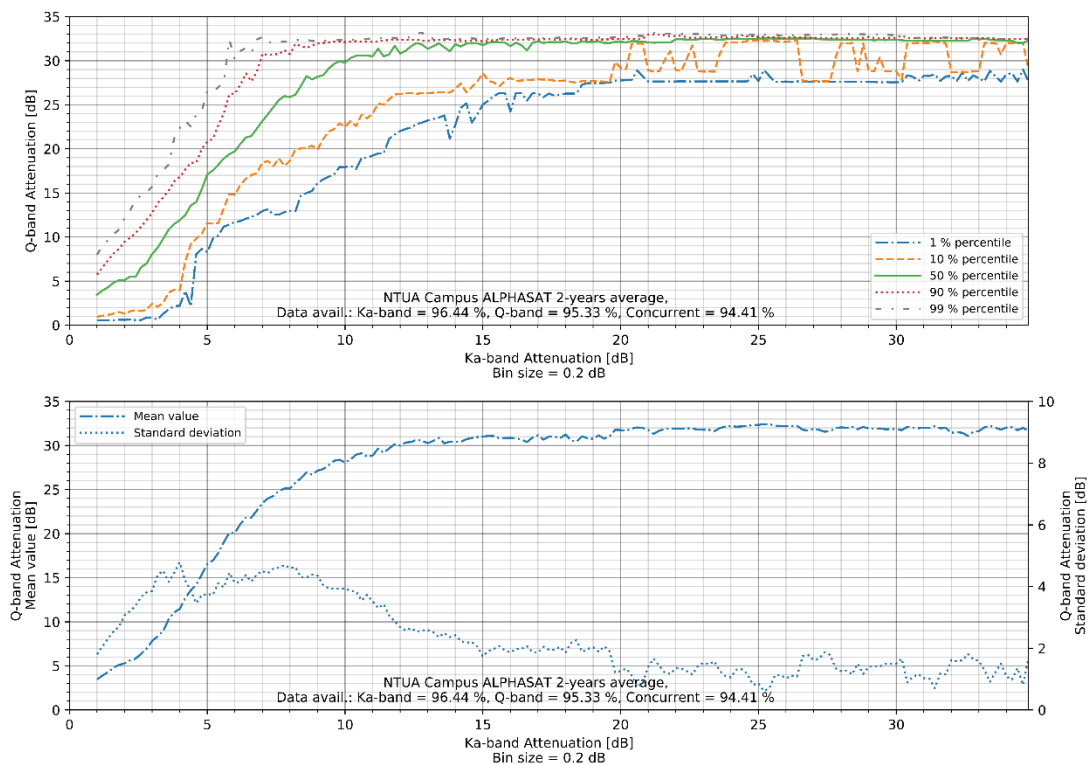 35
30
25
20
15
10
5
0
Q-band Attenuation [dB]
1 % percentile
10 % percentile
50 % percentile
90 % percentile
99 % percentile
NTUA Campus ALPHASAT 2-years average,
Data avail.: Ka-band = 96.44 %, Q-band = 95.33 %, Concurrent = 94.41 %
0 5 10 15 20 25 30
Ka-band Attenuation [dB]
Bin size = 0.2 dB
35
30
25
20
15
10
5
0
Q-band Attenuation
Mean value [dB]
Mean value
Standard deviation
10
8
6
4
2
0
Q-band Attenuation
Standard deviation [dB]
NTUA Campus ALPHASAT 2-years average,
Data avail.: Ka-band = 96.44 %, Q-band = 95.33 %, Concurrent = 94.41 %
0 5 10 15 20 25 30
Ka-band Attenuation [dB]
Bin size = 0.2 dB